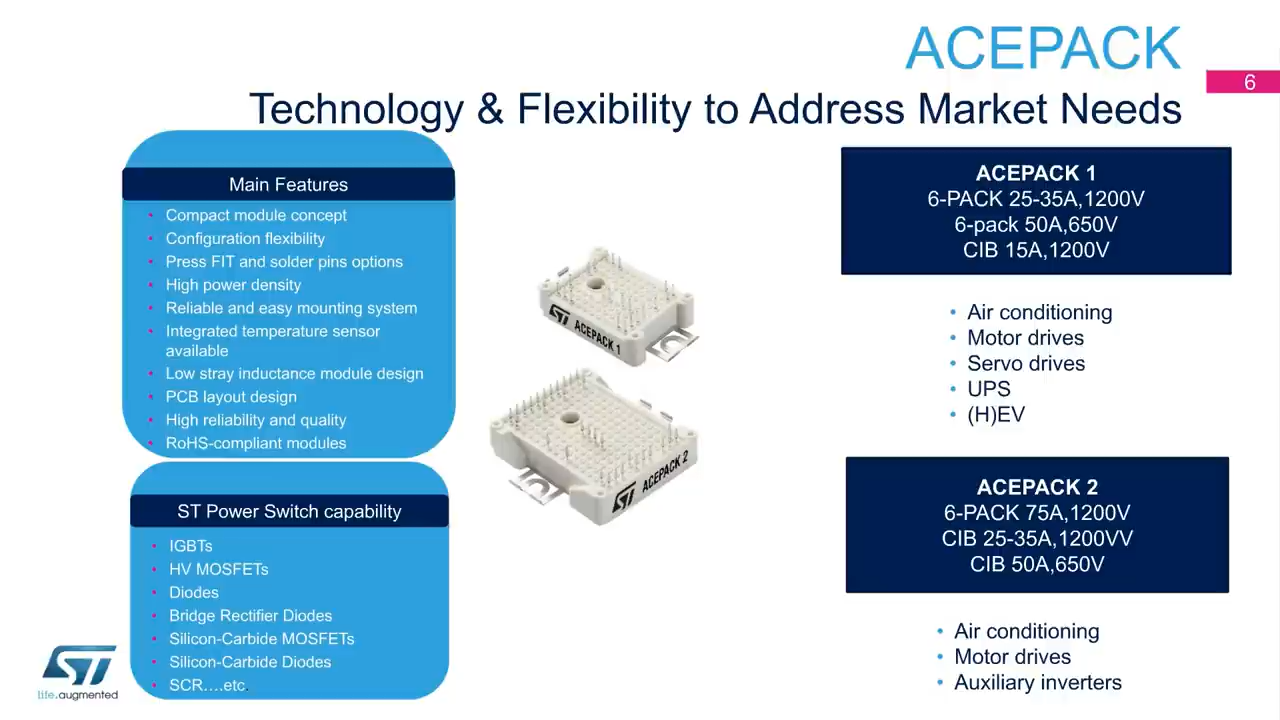 ACEPACK
6
Technology & Flexibility to Address Market Needs
Main Features
• Compact module concept
• Configuration flexibility
• Press FIT and solder pins options
• High power density
• Reliable and easy mounting system
• Integrated temperature sensor
available
• Low stray inductance module design
• PCB layout design
• High reliability and quality
• RoHS-compliant modules
ST Power Switch capability
• IGBTs
• HV MOSFETs
• Diodes
• Bridge Rectifier Diodes
• Silicon-Carbide MOSFETs
• Silicon-Carbide Diodes
• SCR….etc.
ST ACEPACK 1
ST ACEPACK 2
ACEPACK 1
6-PACK 25-35A,1200V
6-pack 50A,650V
CIB 15A,1200V
• Air conditioning
• Motor drives
• Servo drives
• UPS
• (H)EV
ACEPACK 2
6-PACK 75A,1200V
CIB 25-35A,1200VV
CIB 50A,650V
• Air conditioning
• Motor drives
• Auxiliary inverters
ST
life.augmented